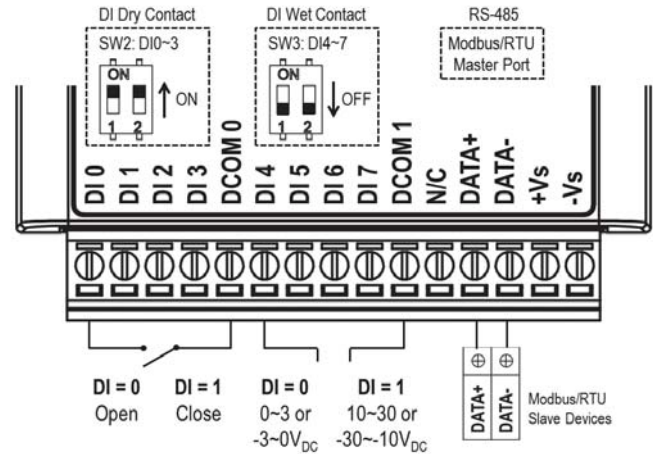 DI Dry Contact
SW2: DI0~3
ON
1 2
ON
DI Wet Contact
SW3: DI4~7
ON
1 2
OFF
RS-485
Modbus/RTU
Master Port
DI 0
DI 1
DI 2
DI 3
DCOM 0
DI 4
DI 5
DI 6
DI 7
DCOM 1
N/C
DATA+
DATA-
+Vs
-Vs
DI = 0
Open
DI = 1
Close
DI = 0
0~3 or
-3~0VDC
DI = 1
10~30 or
-30~-10VDC
DATA+
DATA-
Modbus/RTU
Slave Devices